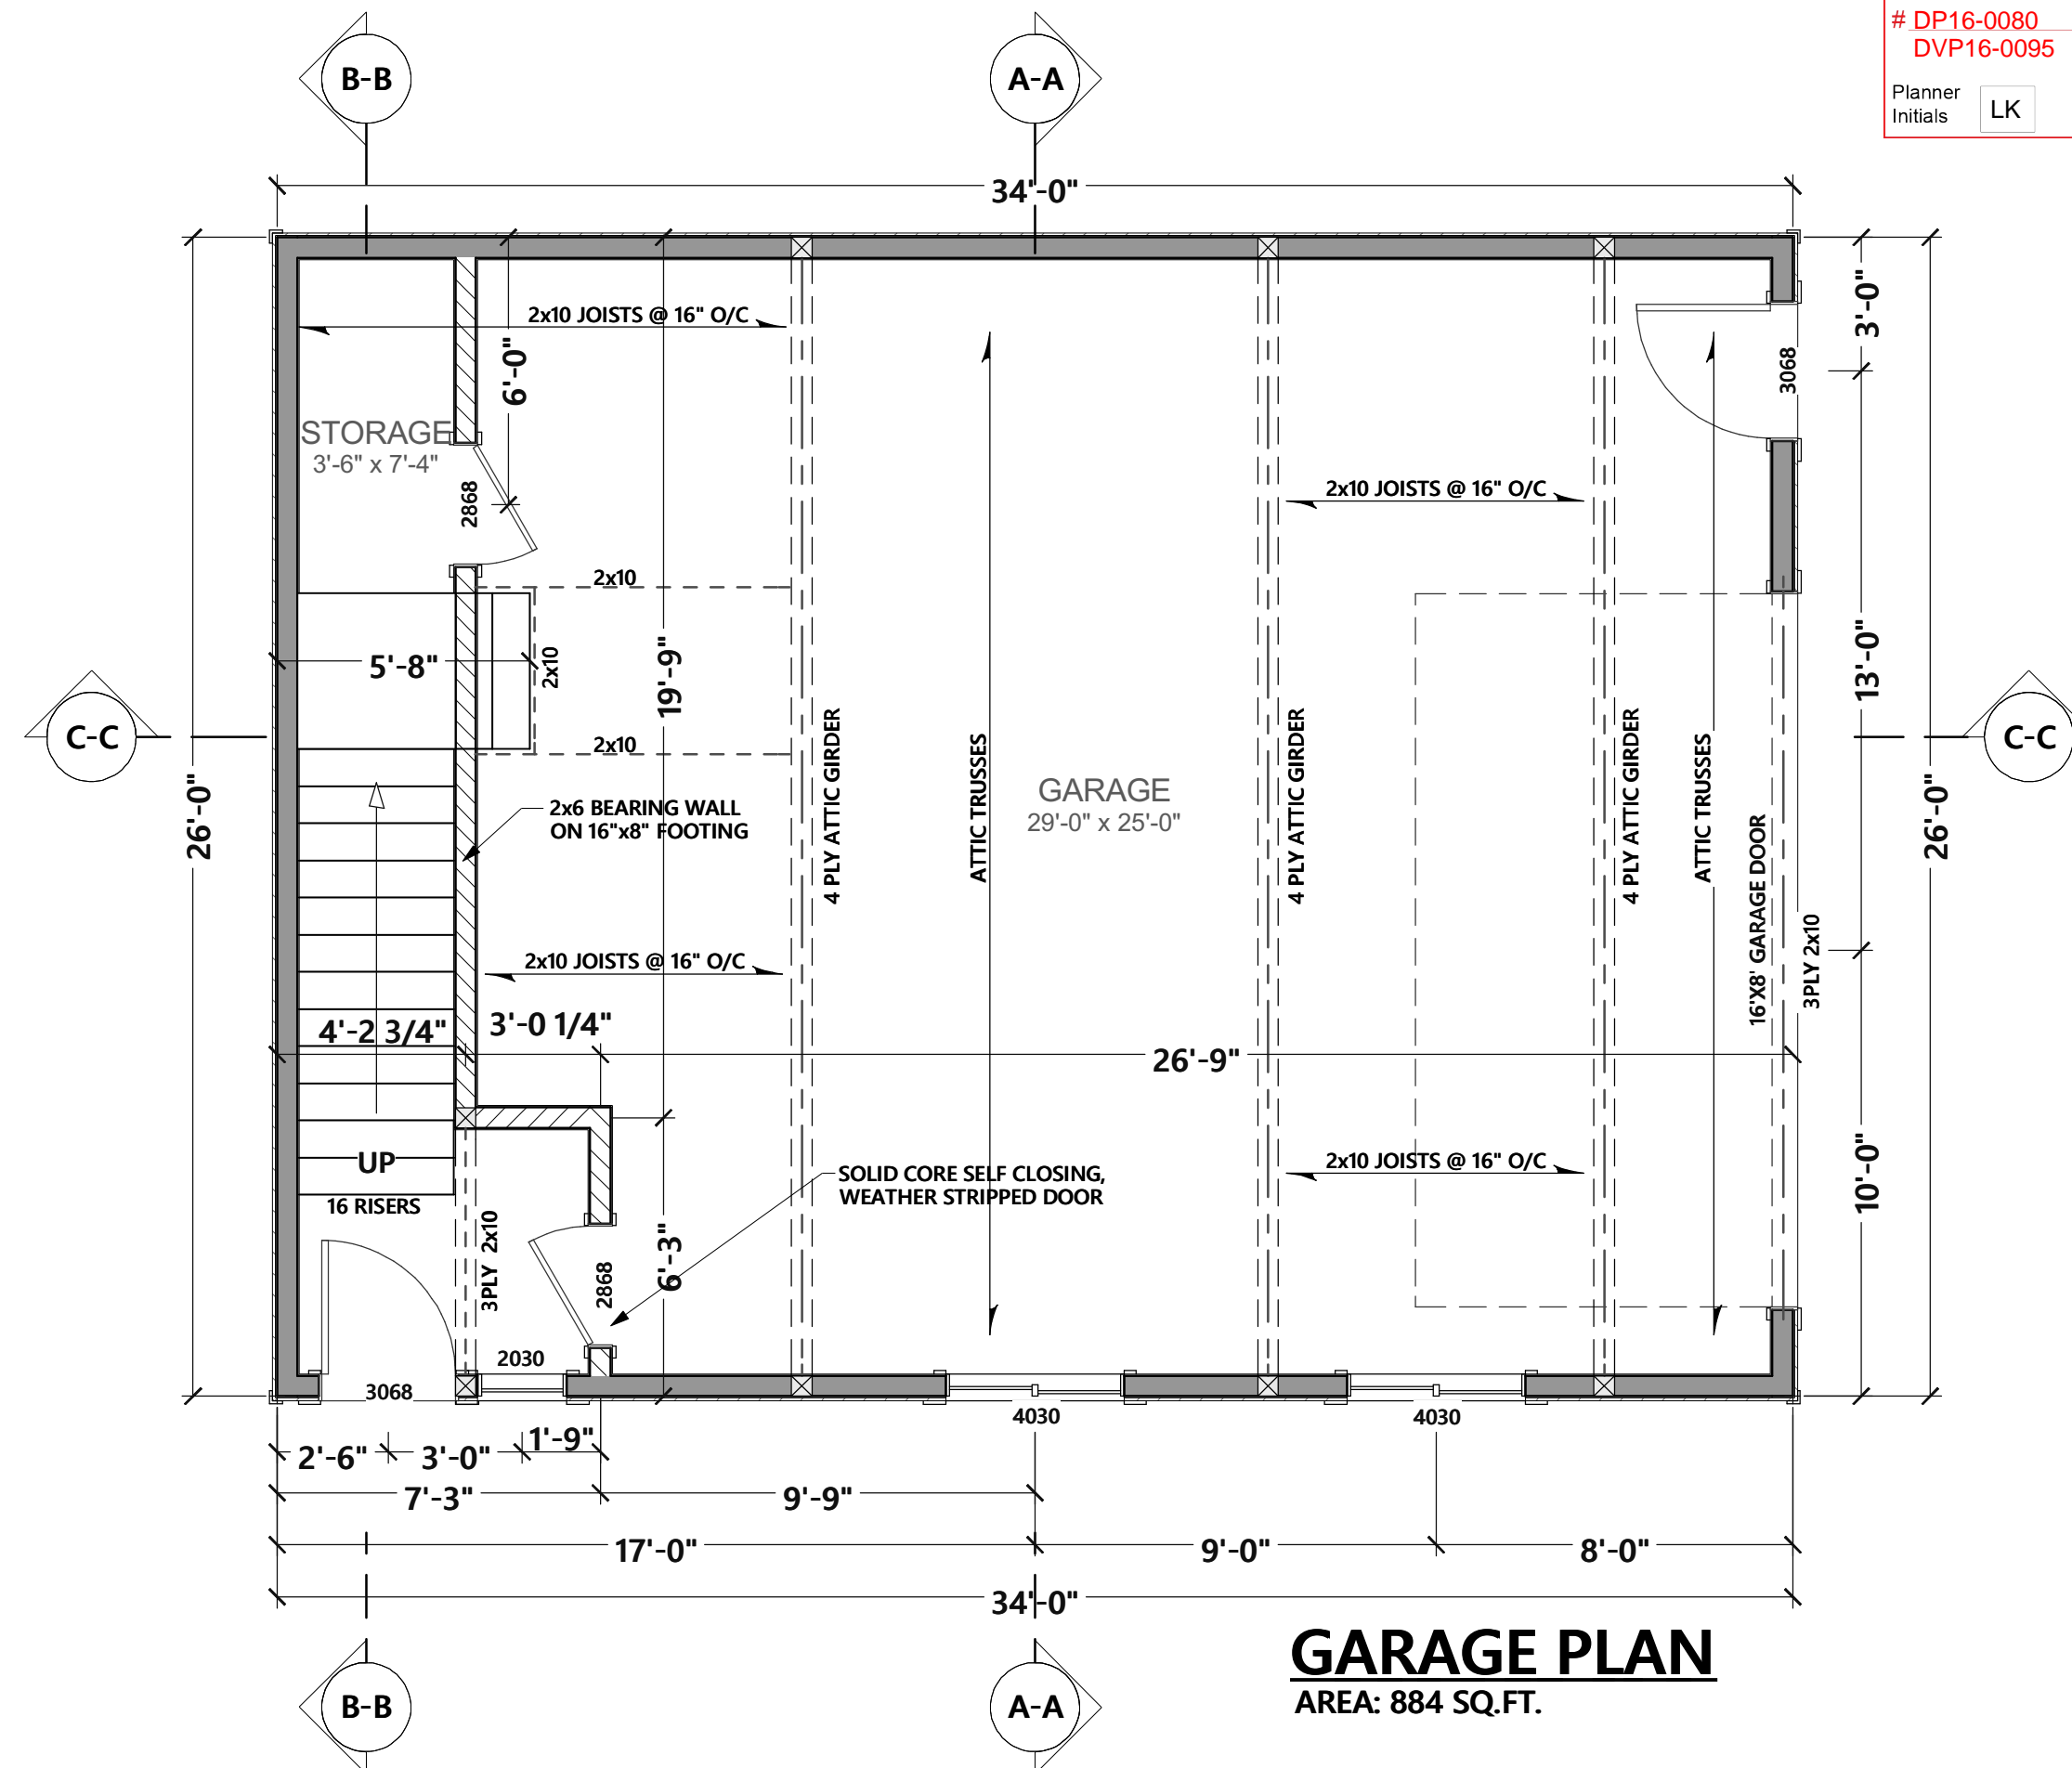 # DP16-0080
DVP16-0095
Planner
Initials
LK
B-B
A-A
34'-0"
3'-0"
2x10 JOISTS @ 16" O/C
6'-0"
3068
STORAGE
3'-6" x 7'-4"
2868
2x10 JOISTS @ 16" O/C
2x10
5'-8"
2x10
19'-9"
13'-0"
2x10
C-C
C-C
26'-0"
26'-0"
2x6 BEARING WALL
ON 16"x8" FOOTING
4 PLY ATTIC GIRDER
ATTIC TRUSSES
GARAGE
29'-0" x 25'-0"
4 PLY ATTIC GIRDER
4 PLY ATTIC GIRDER
ATTIC TRUSSES
16'X8' GARAGE DOOR
3PLY 2x10
2x10 JOISTS @ 16" O/C
4'-2 3/4"
3'-0 1/4"
26'-9"
UP
16 RISERS
SOLID CORE SELF CLOSING,
WEATHER STRIPPED DOOR
2x10 JOISTS @ 16" O/C
10'-0"
3PLY 2x10
2868
6'-3"
2030
3068
4030
4030
2'-6"
3'-0"
1'-9"
7'-3"
9'-9"
17'-0"
9'-0"
8'-0"
34'-0"
GARAGE PLAN
AREA: 884 SQ.FT.
B-B
A-A